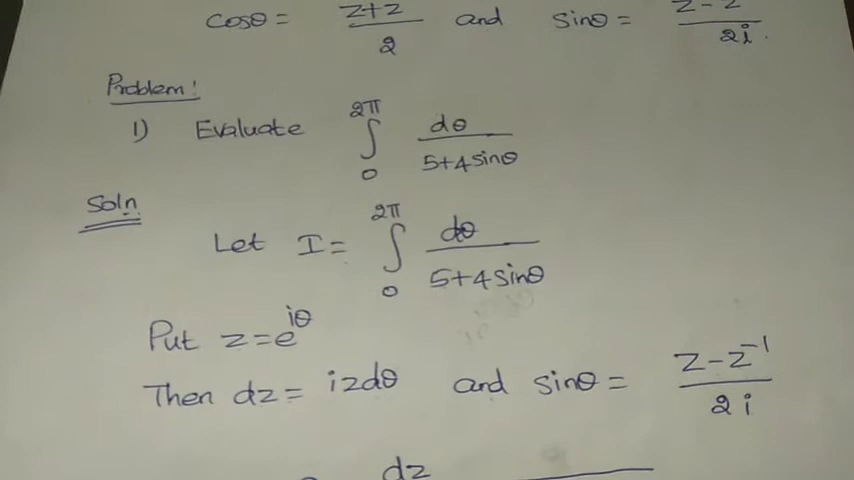 cosθ = z+z / 2 and sinθ = z-z / 2i.
Problem:
1) Evaluate ∫₀^2π dθ / 5+4sinθ
Soln
Let I = ∫₀^2π dθ / 5+4sinθ
Put z = e^iθ
Then dz = izdθ and sinθ = z-z^-1 / 2i
dz